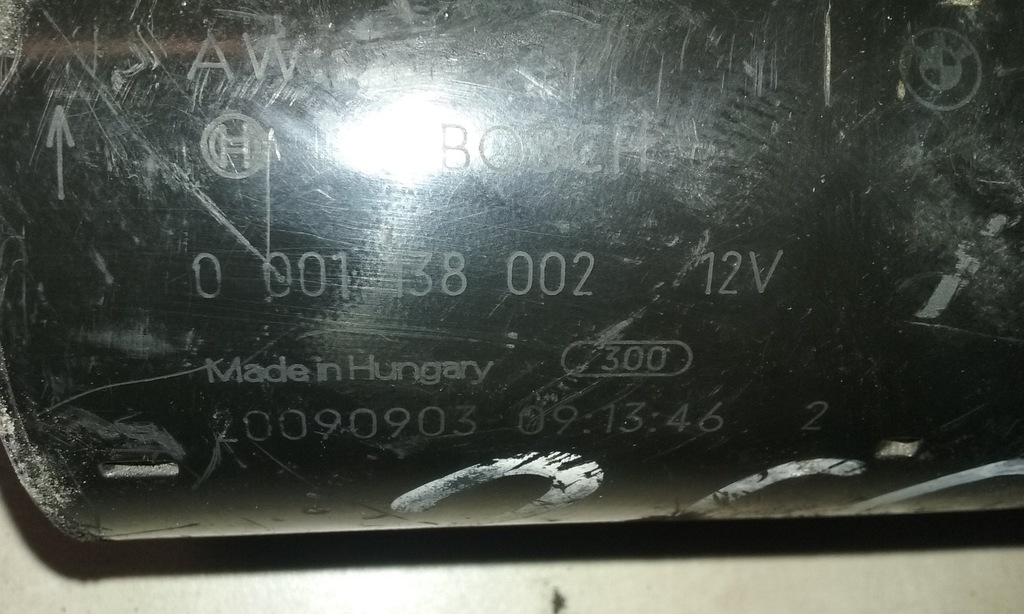 AW
H BOSCH
0 001 138 002 12V
Made in Hungary 300
20090903 09:13:46 2